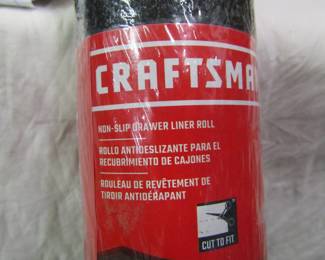 CRAFTSMA
NON-SLIP DRAWER LINER ROLL
ROLLO ANTIDESLIZANTE PARA EL
RECUBRIMIENTO DE CAJONES
ROULEAU DE REVÊTEMENT DE
TIROIR ANTIDÉRAPANT
CUT TO FIT